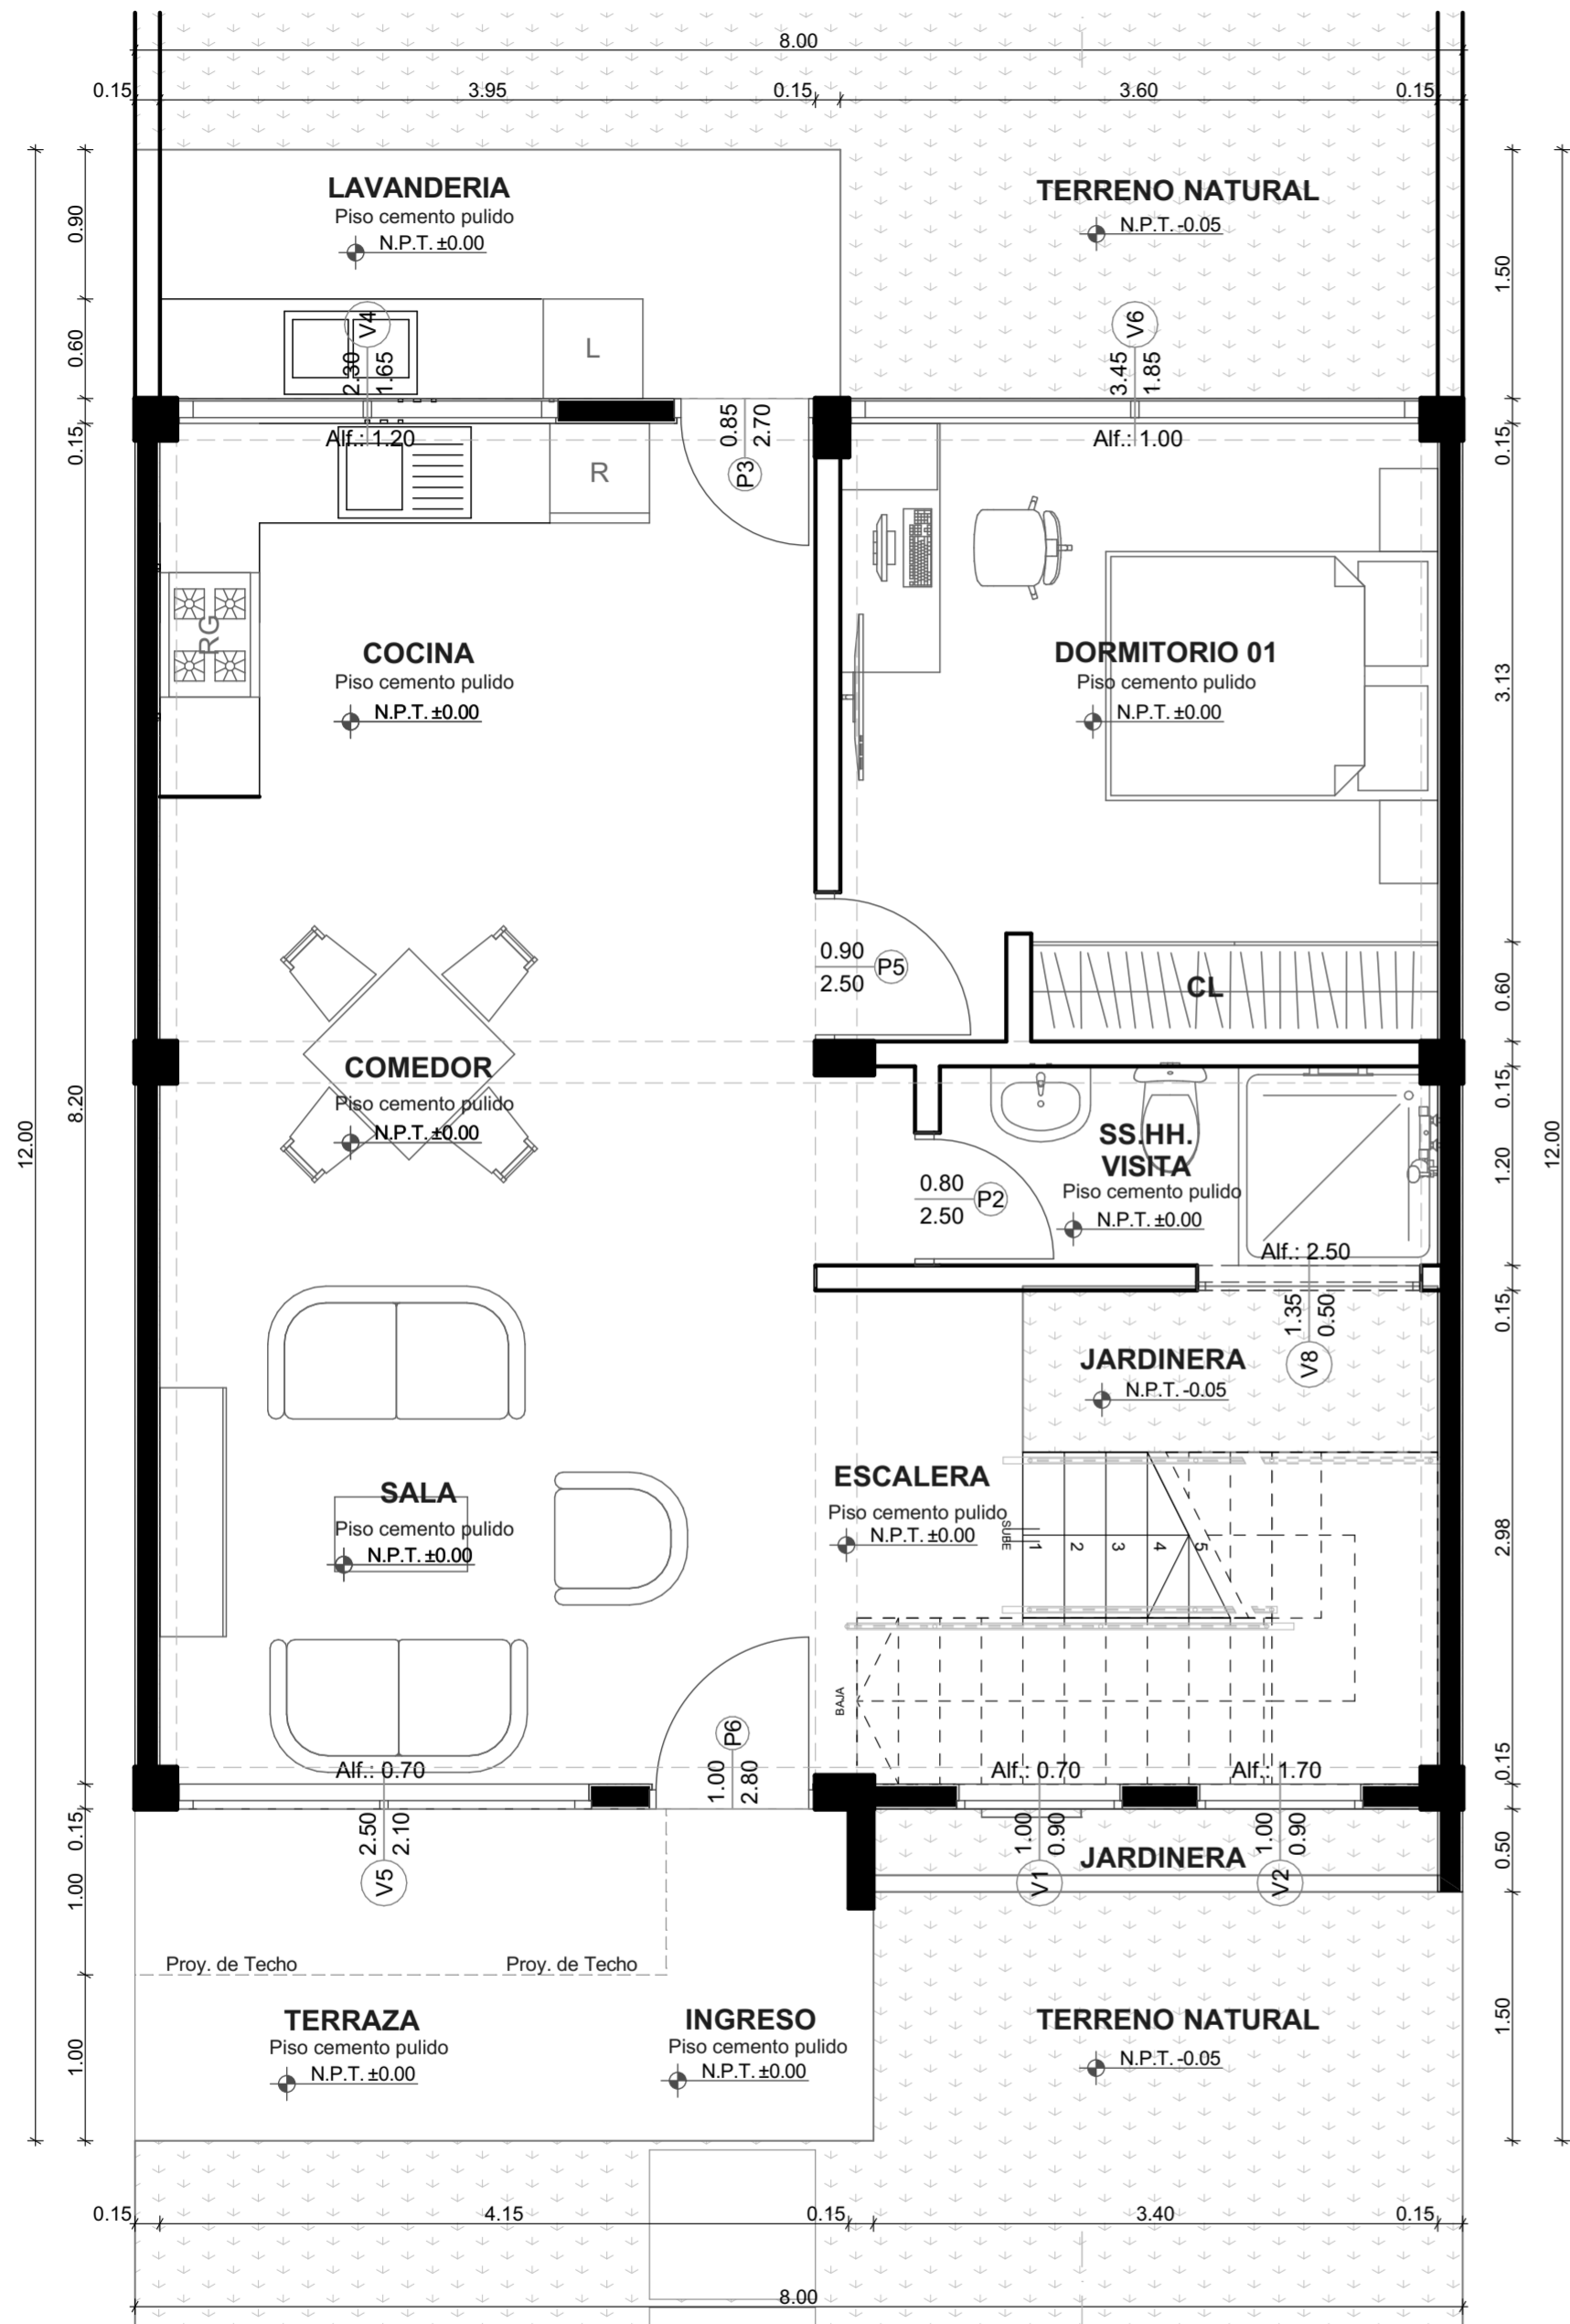 8.00
0.15 3.95 0.15 3.60 0.15
LAVANDERIA
Piso cemento pulido
N.P.T. ±0.00
TERRENO NATURAL
N.P.T. -0.05
0.90
1.50
0.60
V4
2.30
1.65
L
V6
3.45
1.85
0.15
Alf.: 1.20
R
0.85
2.70
P3
Alf.: 1.00
0.15
RG
COCINA
Piso cemento pulido
N.P.T. ±0.00
DORMITORIO 01
Piso cemento pulido
N.P.T. ±0.00
3.13
0.90
2.50
P5
CL
0.60
COMEDOR
Piso cemento pulido
N.P.T. ±0.00
8.20
12.00
0.15
SS.HH.
VISITA
Piso cemento pulido
N.P.T. ±0.00
0.80
2.50
P2
1.20
12.00
Alf.: 2.50
1.35
0.50
V8
0.15
JARDINERA
N.P.T. -0.05
SALA
Piso cemento pulido
N.P.T. ±0.00
ESCALERA
Piso cemento pulido
N.P.T. ±0.00
SUBE
1 2 3 4 5
2.98
BAJA
P6
1.00
2.80
Alf.: 0.70
Alf.: 0.70
Alf.: 1.70
0.15
0.15
2.50
2.10
V5
1.00
0.90
V1
JARDINERA
1.00
0.90
V2
0.50
1.00
Proy. de Techo
Proy. de Techo
TERRAZA
Piso cemento pulido
N.P.T. ±0.00
INGRESO
Piso cemento pulido
N.P.T. ±0.00
TERRENO NATURAL
N.P.T. -0.05
1.00
1.50
0.15 4.15 0.15 3.40 0.15
8.00